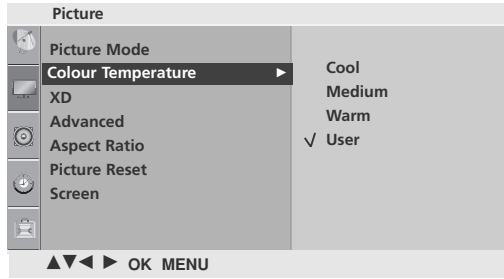 Picture
Picture Mode
Colour Temperature ►
XD
Advanced
Aspect Ratio
Picture Reset
Screen
Cool
Medium
Warm
√ User
▲▼◄ ► OK MENU